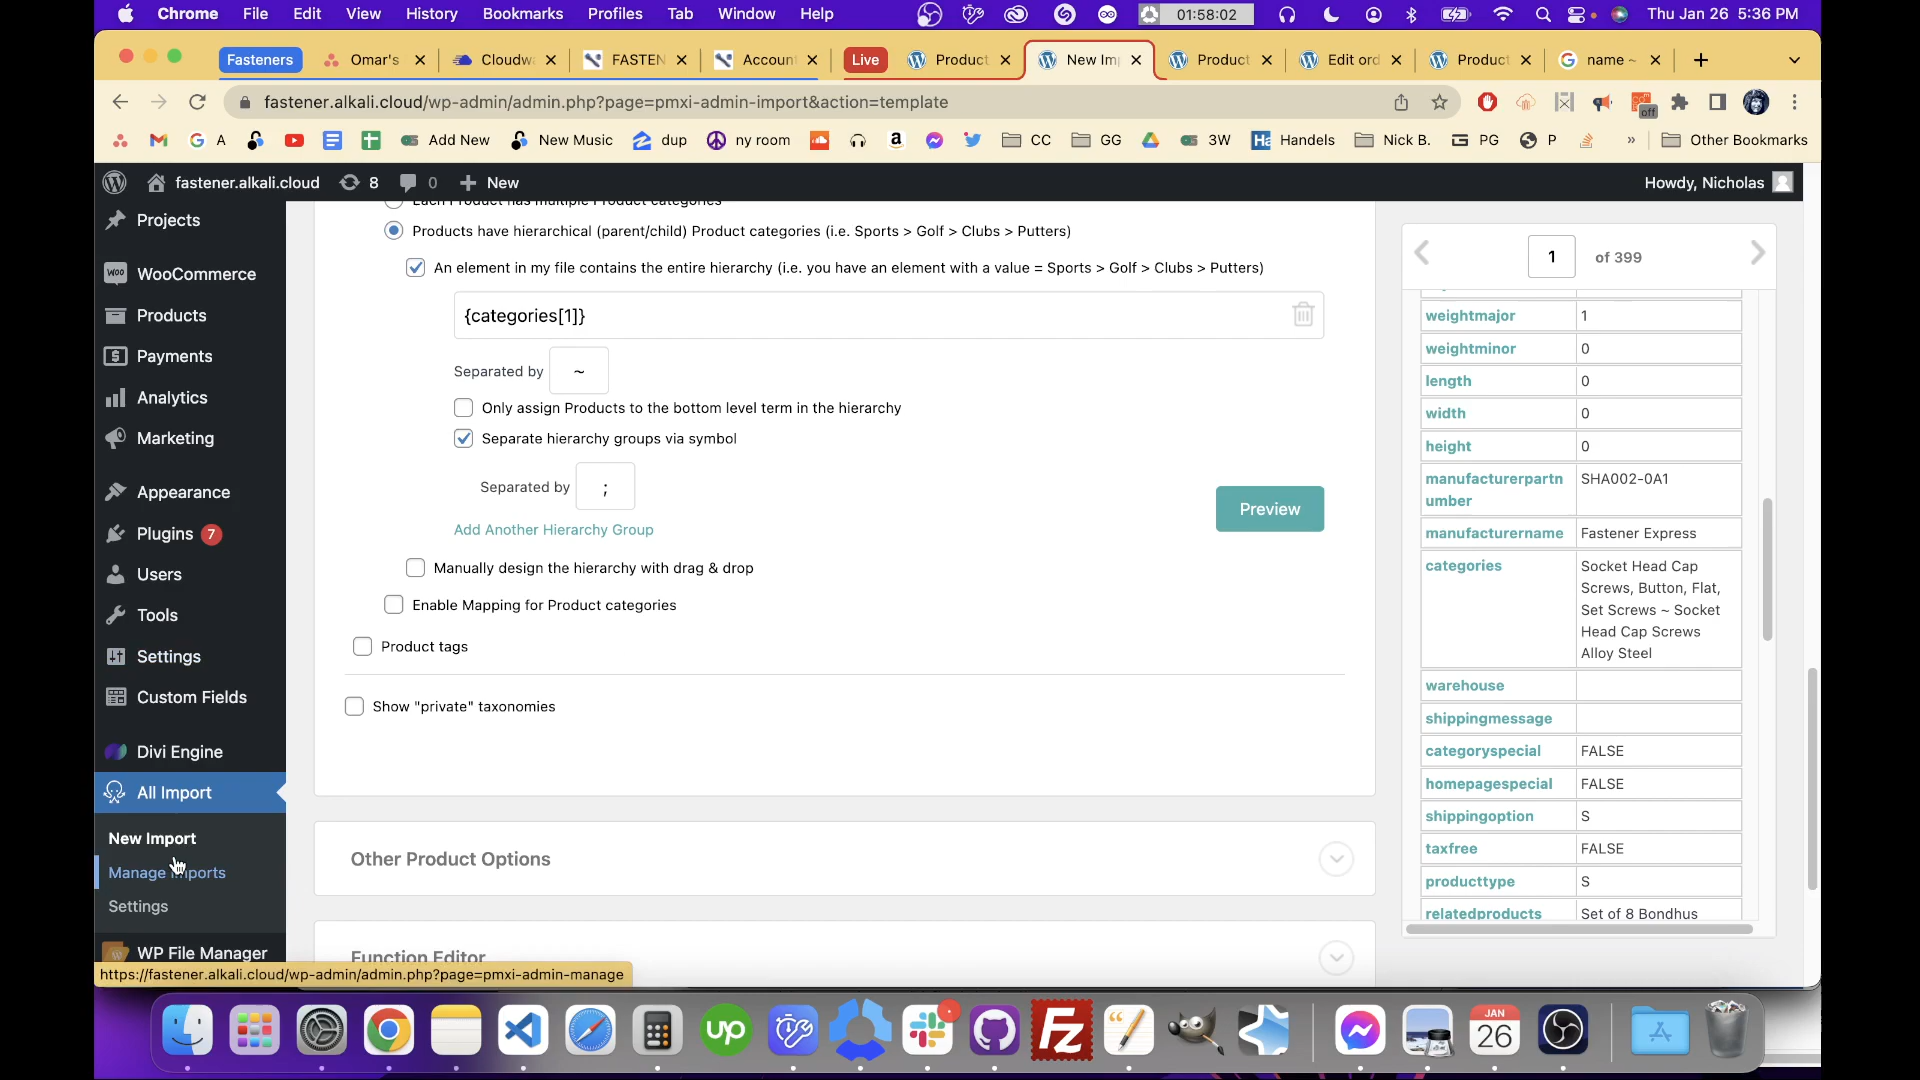 Chrome File Edit View History Bookmarks Profiles Tab Window Help 01:58:02 Thu Jan 26 5:36 PM
Fasteners Omar's Cloudwa FASTEN Account Live Product New Im Product Edit ord Product name ~
fastener.alkali.cloud/wp-admin/admin.php?page=pmxi-admin-import&action=template off
A Add New New Music dup ny room a CC GG 3W Ha Handels Nick B. PG P » Other Bookmarks
fastener.alkali.cloud 8 0 New Howdy, Nicholas
Projects
WooCommerce
Products
Payments
Analytics
Marketing
Appearance
Plugins 7
Users
Tools
Settings
Custom Fields
Divi Engine
All Import
New Import
Manage Imports
Settings
WP File Manager
https://fastener.alkali.cloud/wp-admin/admin.php?page=pmxi-admin-manage
Each Product has multiple Product categories
Products have hierarchical (parent/child) Product categories (i.e. Sports > Golf > Clubs > Putters)
An element in my file contains the entire hierarchy (i.e. you have an element with a value = Sports > Golf > Clubs > Putters)
{categories[1]}
Separated by ~
Only assign Products to the bottom level term in the hierarchy
Separate hierarchy groups via symbol
Separated by ;
Add Another Hierarchy Group
Preview
Manually design the hierarchy with drag & drop
Enable Mapping for Product categories
Product tags
Show "private" taxonomies
Other Product Options
Function Editor
1 of 399
weightmajor 1
weightminor 0
length 0
width 0
height 0
manufacturerpartn SHA002-0A1
umber
manufacturername Fastener Express
categories Socket Head Cap
Screws, Button, Flat,
Set Screws ~ Socket
Head Cap Screws
Alloy Steel
warehouse
shippingmessage
categoryspecial FALSE
homepagespecial FALSE
shippingoption S
taxfree FALSE
producttype S
relatedproducts Set of 8 Bondhus
up Fz JAN 26